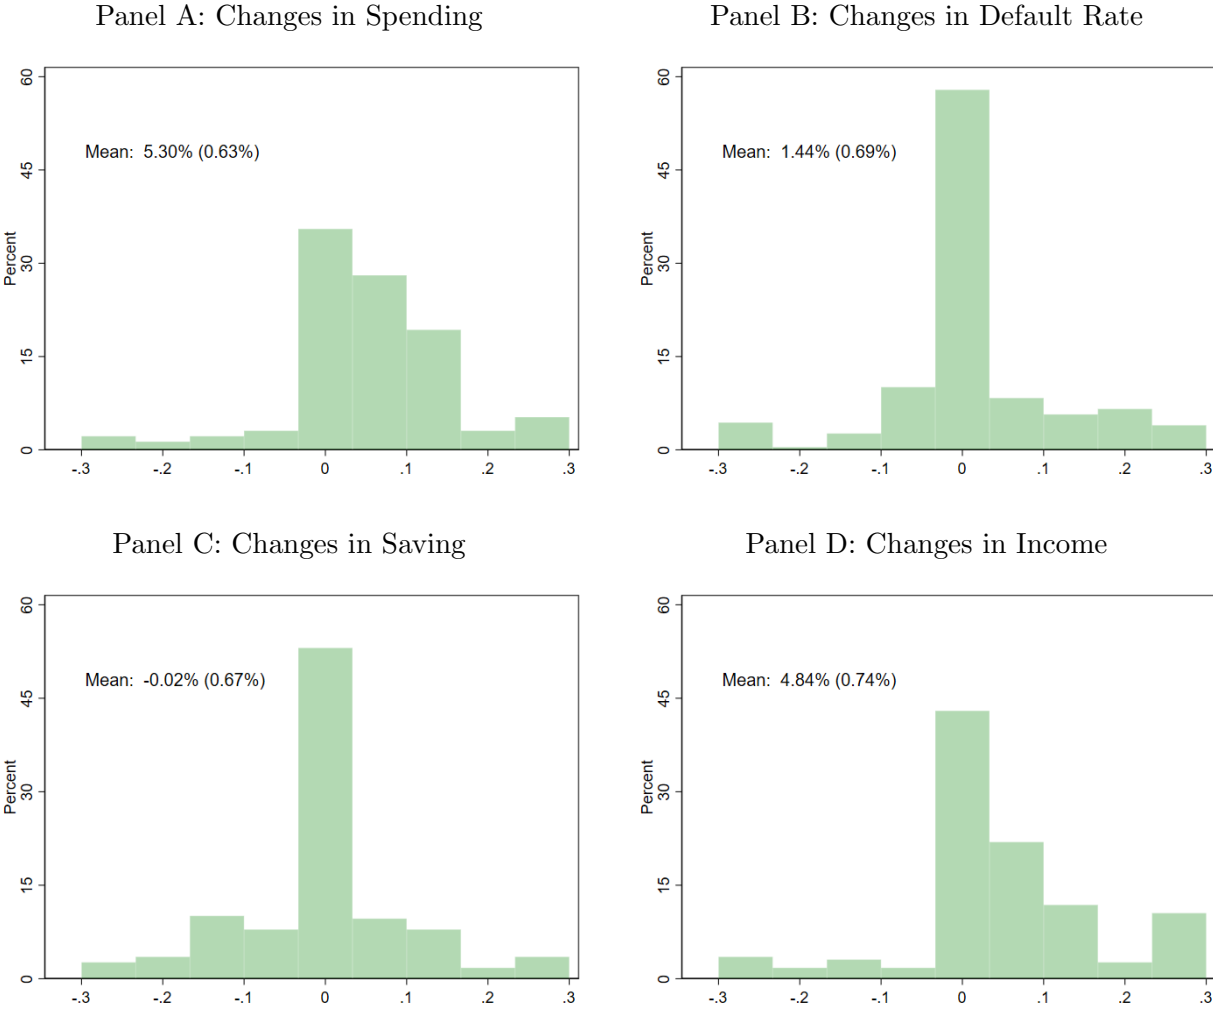 Panel A: Changes in Spending
60
45
30
15
0
Percent
Mean: 5.30% (0.63%)
-.3 -.2 -.1 0 .1 .2 .3
Panel B: Changes in Default Rate
60
45
30
15
0
Percent
Mean: 1.44% (0.69%)
-.3 -.2 -.1 0 .1 .2 .3
Panel C: Changes in Saving
60
45
30
15
0
Percent
Mean: -0.02% (0.67%)
-.3 -.2 -.1 0 .1 .2 .3
Panel D: Changes in Income
60
45
30
15
0
Percent
Mean: 4.84% (0.74%)
-.3 -.2 -.1 0 .1 .2 .3